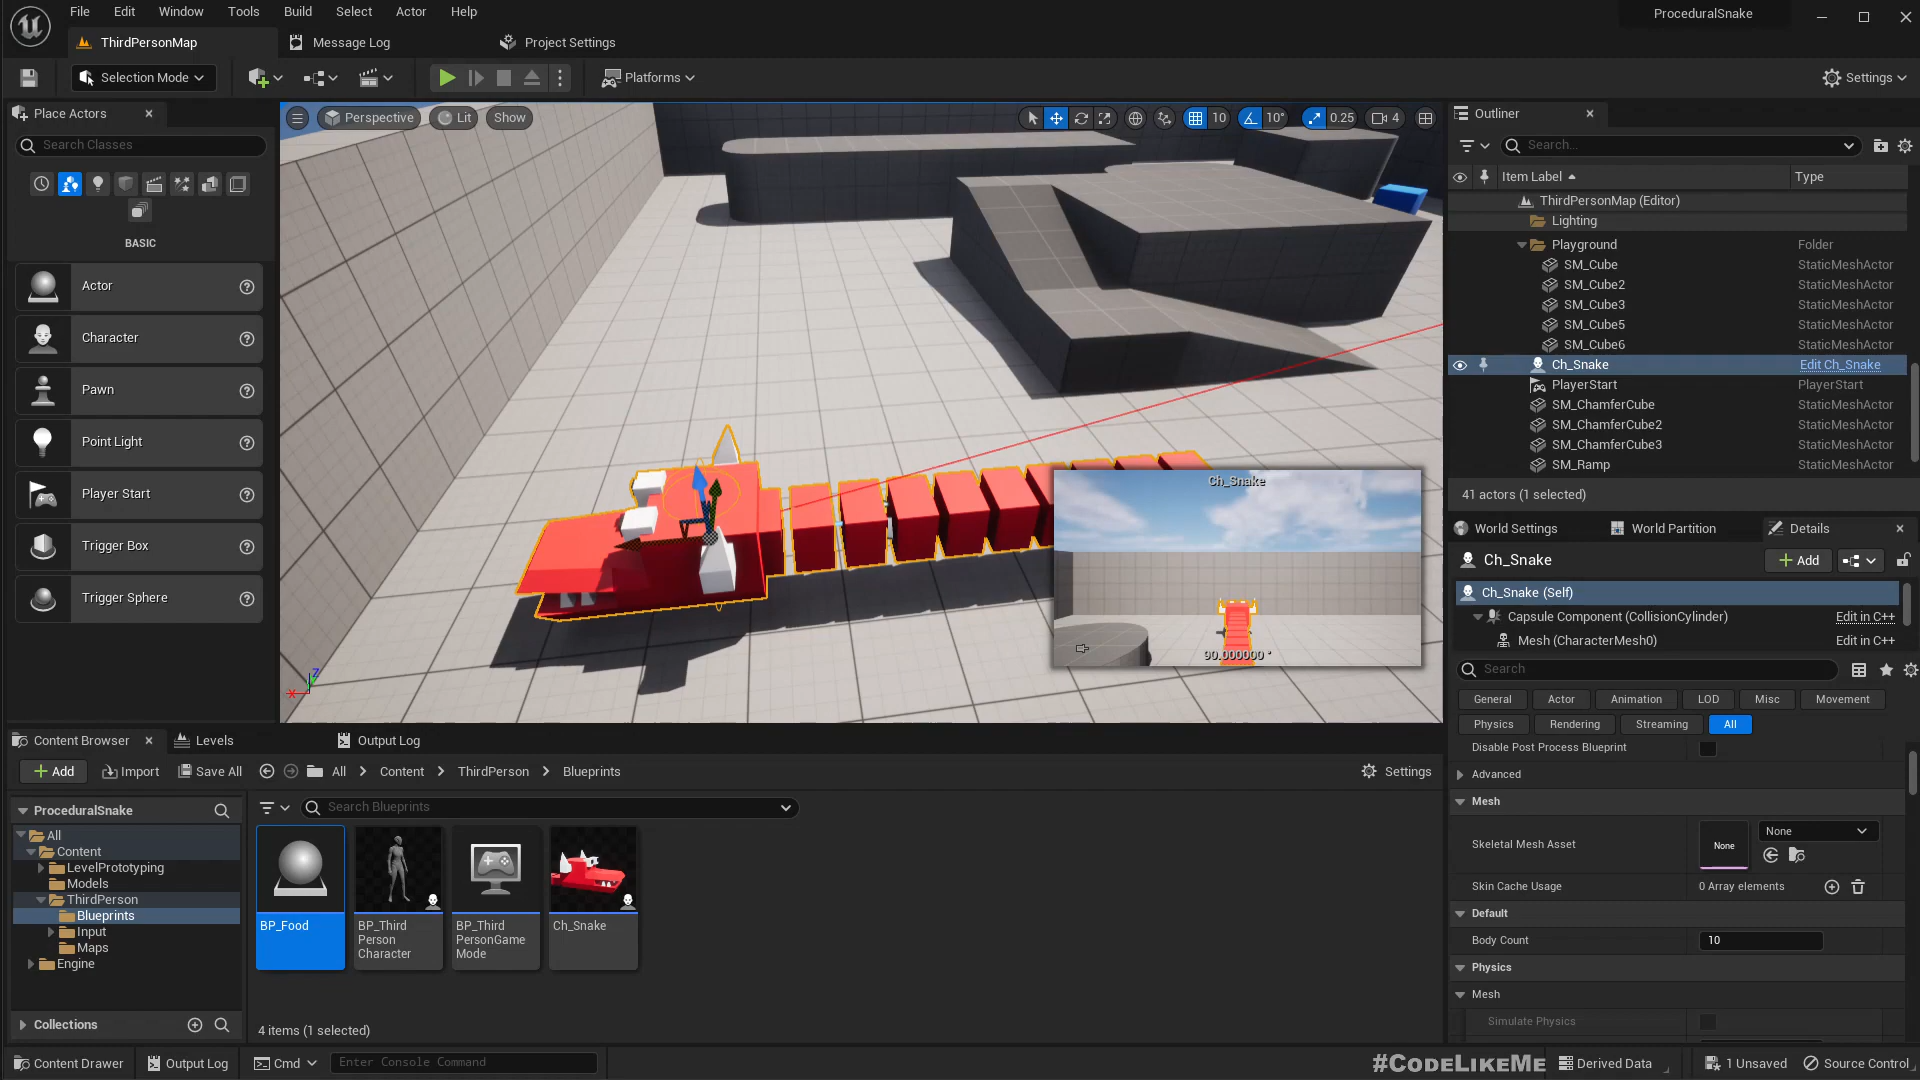 File Edit Window Tools Build Select Actor Help
ProceduralSnake
ThirdPersonMap
Message Log
Project Settings
Selection Mode
Platforms
Settings
Place Actors
Search Classes
BASIC
Actor
Character
Pawn
Point Light
Player Start
Trigger Box
Trigger Sphere
Perspective
Lit
Show
10
10°
0.25
4
Ch_Snake
90.000000 °
Z
X
Outliner
Search...
Item Label
Type
ThirdPersonMap (Editor)
Lighting
Playground Folder
SM_Cube StaticMeshActor
SM_Cube2 StaticMeshActor
SM_Cube3 StaticMeshActor
SM_Cube5 StaticMeshActor
SM_Cube6 StaticMeshActor
Ch_Snake Edit Ch_Snake
PlayerStart PlayerStart
SM_ChamferCube StaticMeshActor
SM_ChamferCube2 StaticMeshActor
SM_ChamferCube3 StaticMeshActor
SM_Ramp StaticMeshActor
41 actors (1 selected)
World Settings
World Partition
Details
Ch_Snake
Add
Ch_Snake (Self)
Capsule Component (CollisionCylinder) Edit in C++
Mesh (CharacterMesh0) Edit in C++
Search
General Actor Animation LOD Misc Movement
Physics Rendering Streaming All
Disable Post Process Blueprint
Advanced
Mesh
Skeletal Mesh Asset
None
None
Skin Cache Usage 0 Array elements
Default
Body Count 10
Physics
Mesh
Simulate Physics
Content Browser
Levels
Output Log
Add
Import
Save All
All
Content
ThirdPerson
Blueprints
Settings
ProceduralSnake
All
Content
LevelPrototyping
Models
ThirdPerson
Blueprints
Input
Maps
Engine
Collections
Search Blueprints
BP_Food
BP_Third
Person
Character
BP_Third
PersonGame
Mode
Ch_Snake
4 items (1 selected)
Content Drawer
Output Log
Cmd
Enter Console Command
#CODELIKEME
Derived Data
1 Unsaved
Source Control